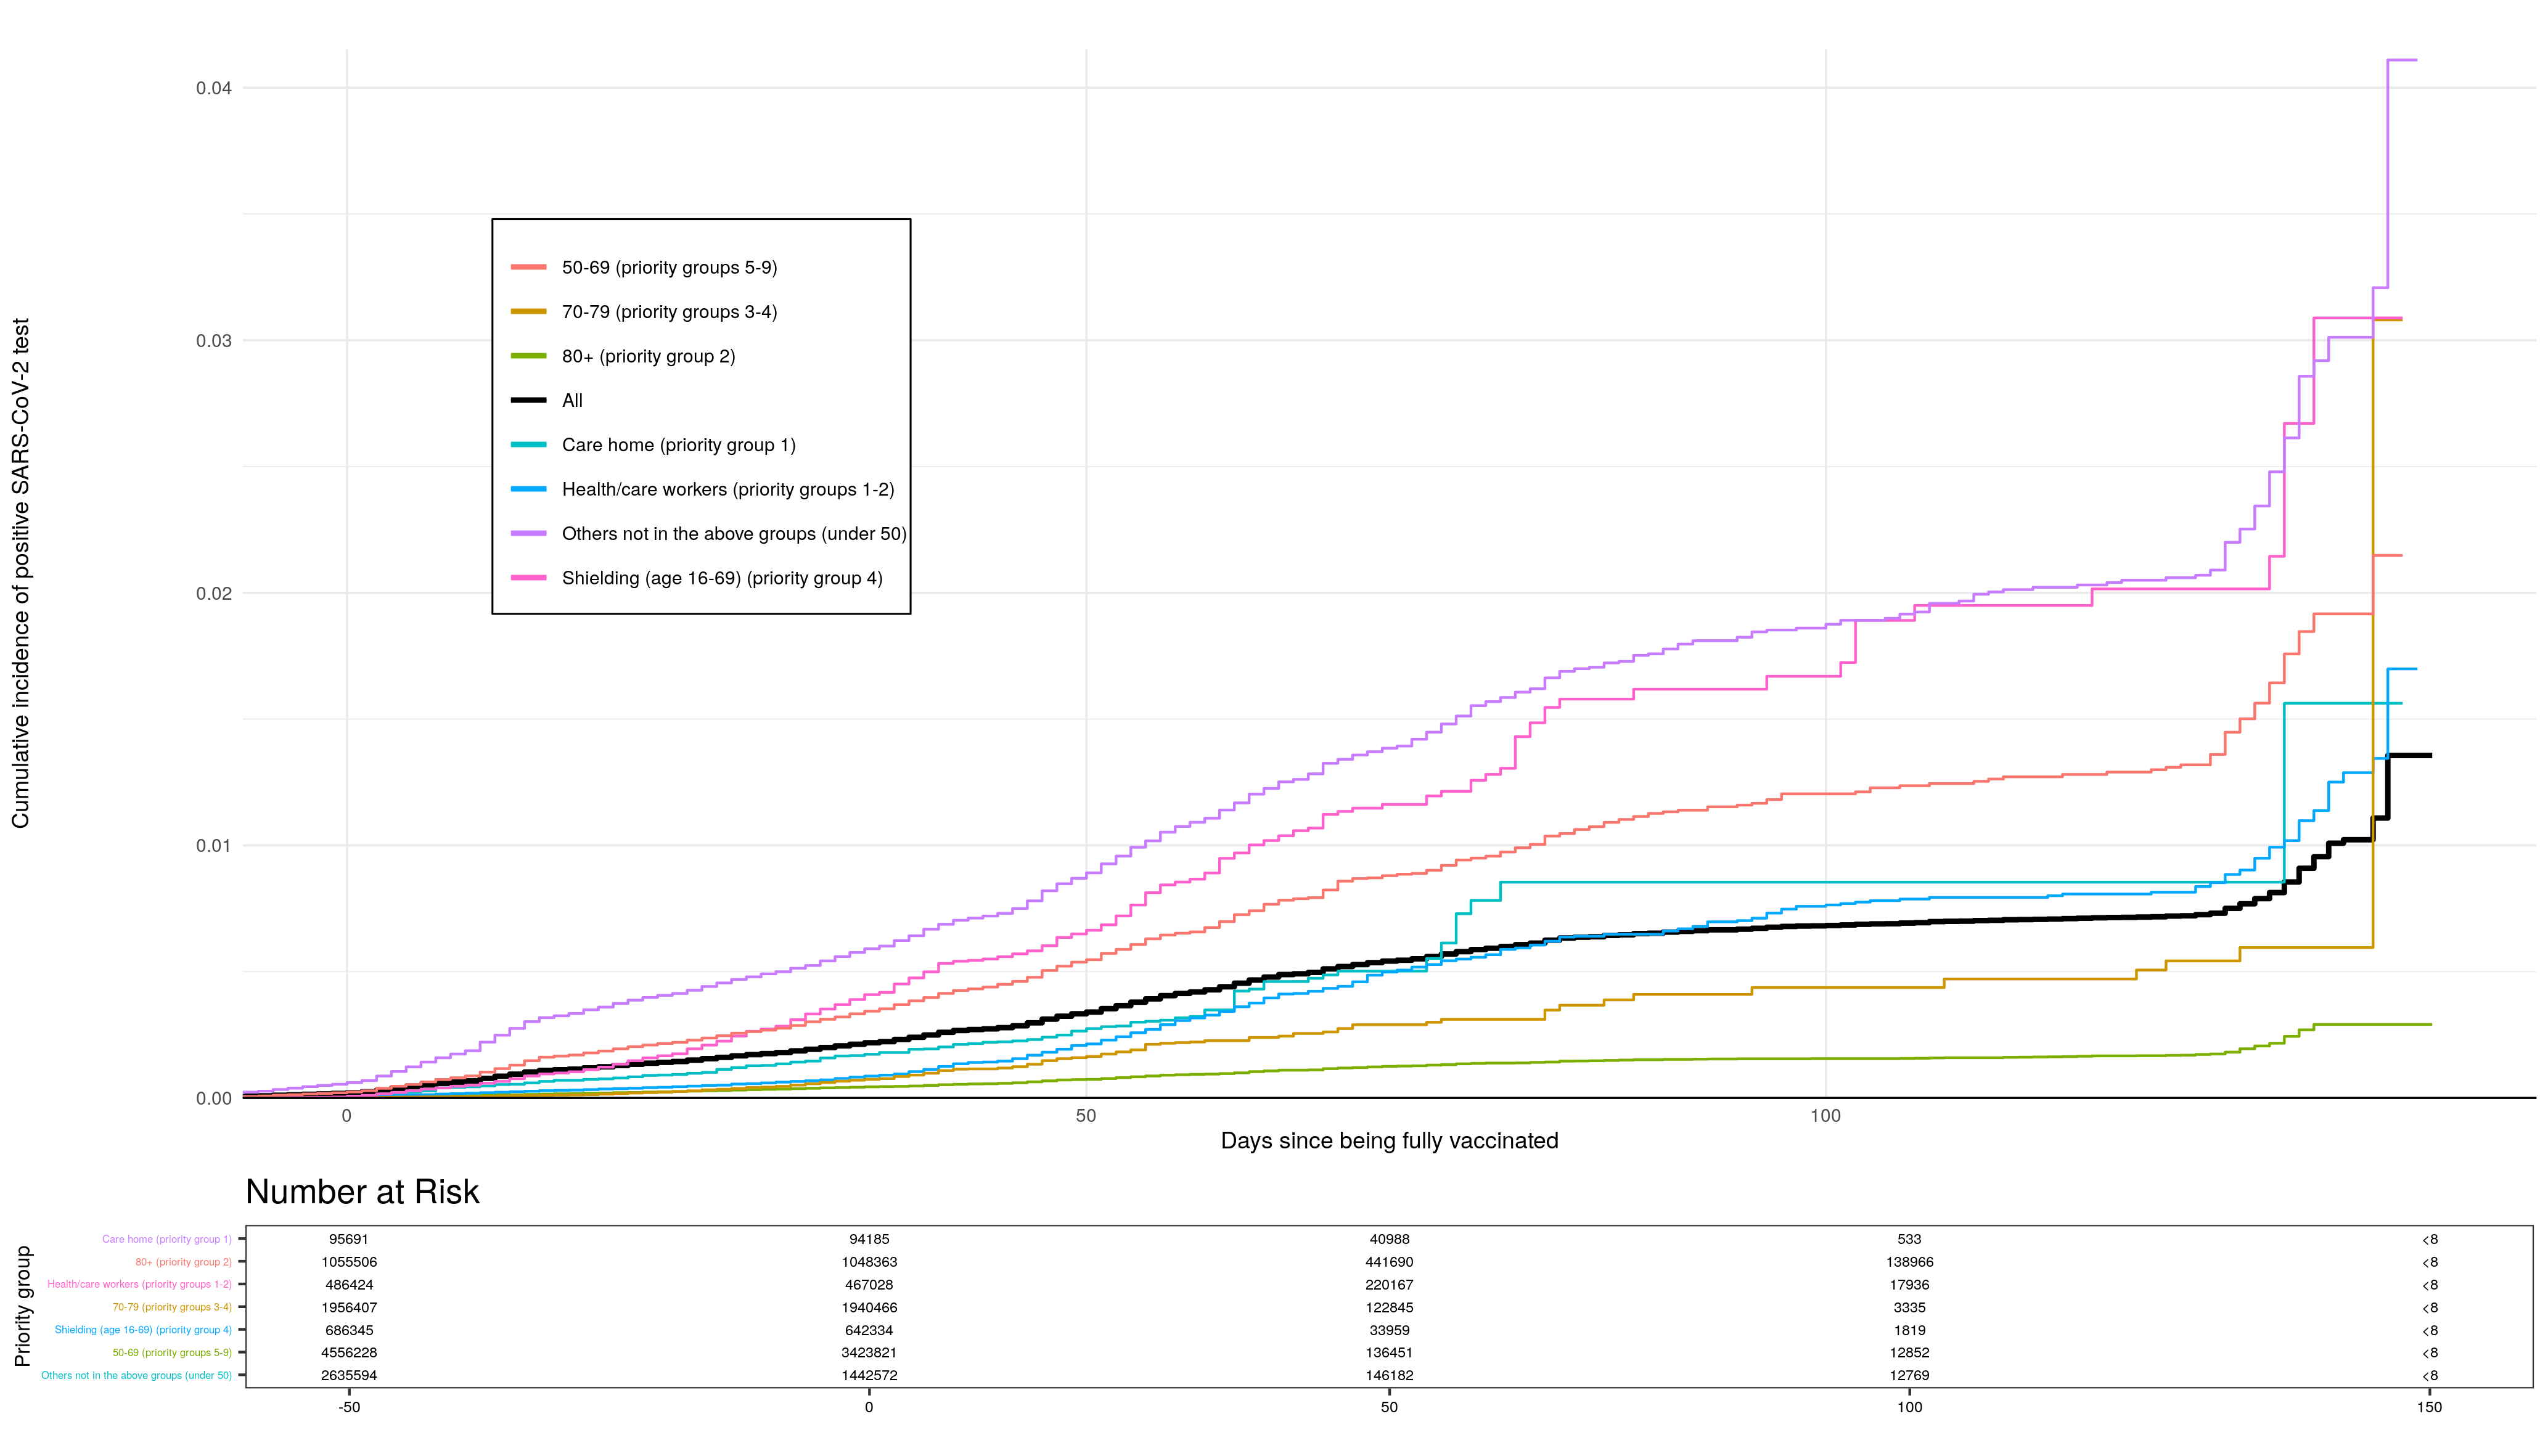 0.04
0.03
0.02
0.01
0.00
Cumulative incidence of positive SARS-CoV-2 test
50-69 (priority groups 5-9)
70-79 (priority groups 3-4)
80+ (priority group 2)
All
Care home (priority group 1)
Health/care workers (priority groups 1-2)
Others not in the above groups (under 50)
Shielding (age 16-69) (priority group 4)
0 50 100
Days since being fully vaccinated
Number at Risk
Priority group
Care home (priority group 1) 95691 94185 40988 533 <8
80+ (priority group 2) 1055506 1048363 441690 138966 <8
Health/care workers (priority groups 1-2) 486424 467028 220167 17936 <8
70-79 (priority groups 3-4) 1956407 1940466 122845 3335 <8
Shielding (age 16-69) (priority group 4) 686345 642334 33959 1819 <8
50-69 (priority groups 5-9) 4556228 3423821 136451 12852 <8
Others not in the above groups (under 50) 2635594 1442572 146182 12769 <8
-50 0 50 100 150